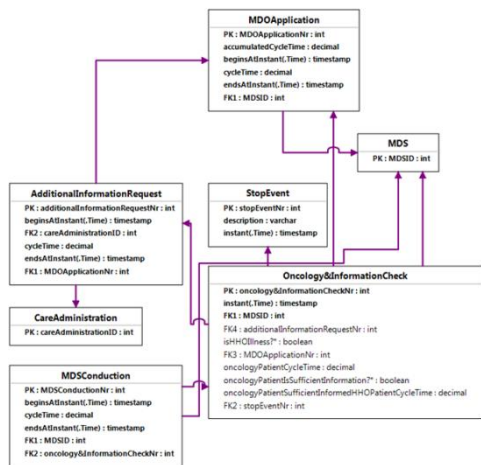 MDOApplication
PK : MDOApplicationNr : int
accumulatedCycleTime : decimal
beginsAtInstant(.Time) : timestamp
cycleTime : decimal
endsAtInstant(.Time) : timestamp
FK1 : MDSID : int
MDS
PK : MDSID : int
AdditionalInformationRequest
PK : additionalInformationRequestNr : int
beginsAtInstant(.Time) : timestamp
FK2 : careAdministrationID : int
cycleTime : decimal
endsAtInstant(.Time) : timestamp
FK1 : MDOApplicationNr : int
StopEvent
PK : stopEventNr : int
description : varchar
instant(.Time) : timestamp
CareAdministration
PK : careAdministrationID : int
Oncology&InformationCheck
PK : oncology&InformationCheckNr : int
instant(.Time) : timestamp
FK1 : MDSID : int
FK4 : additionalInformationRequestNr : int
isHHOIllness?" : boolean
FK3 : MDOApplicationNr : int
oncologyPatientCycleTime : decimal
oncologyPatientIsSufficientInformation?" : boolean
oncologyPatientSufficientInformedHHOPatientCycleTime : decimal
FK2 : stopEventNr : int
MDSConduction
PK : MDSConductionNr : int
beginsAtInstant(.Time) : timestamp
cycleTime : decimal
endsAtInstant(.Time) : timestamp
FK1 : MDSID : int
FK2 : oncology&InformationCheckNr : int